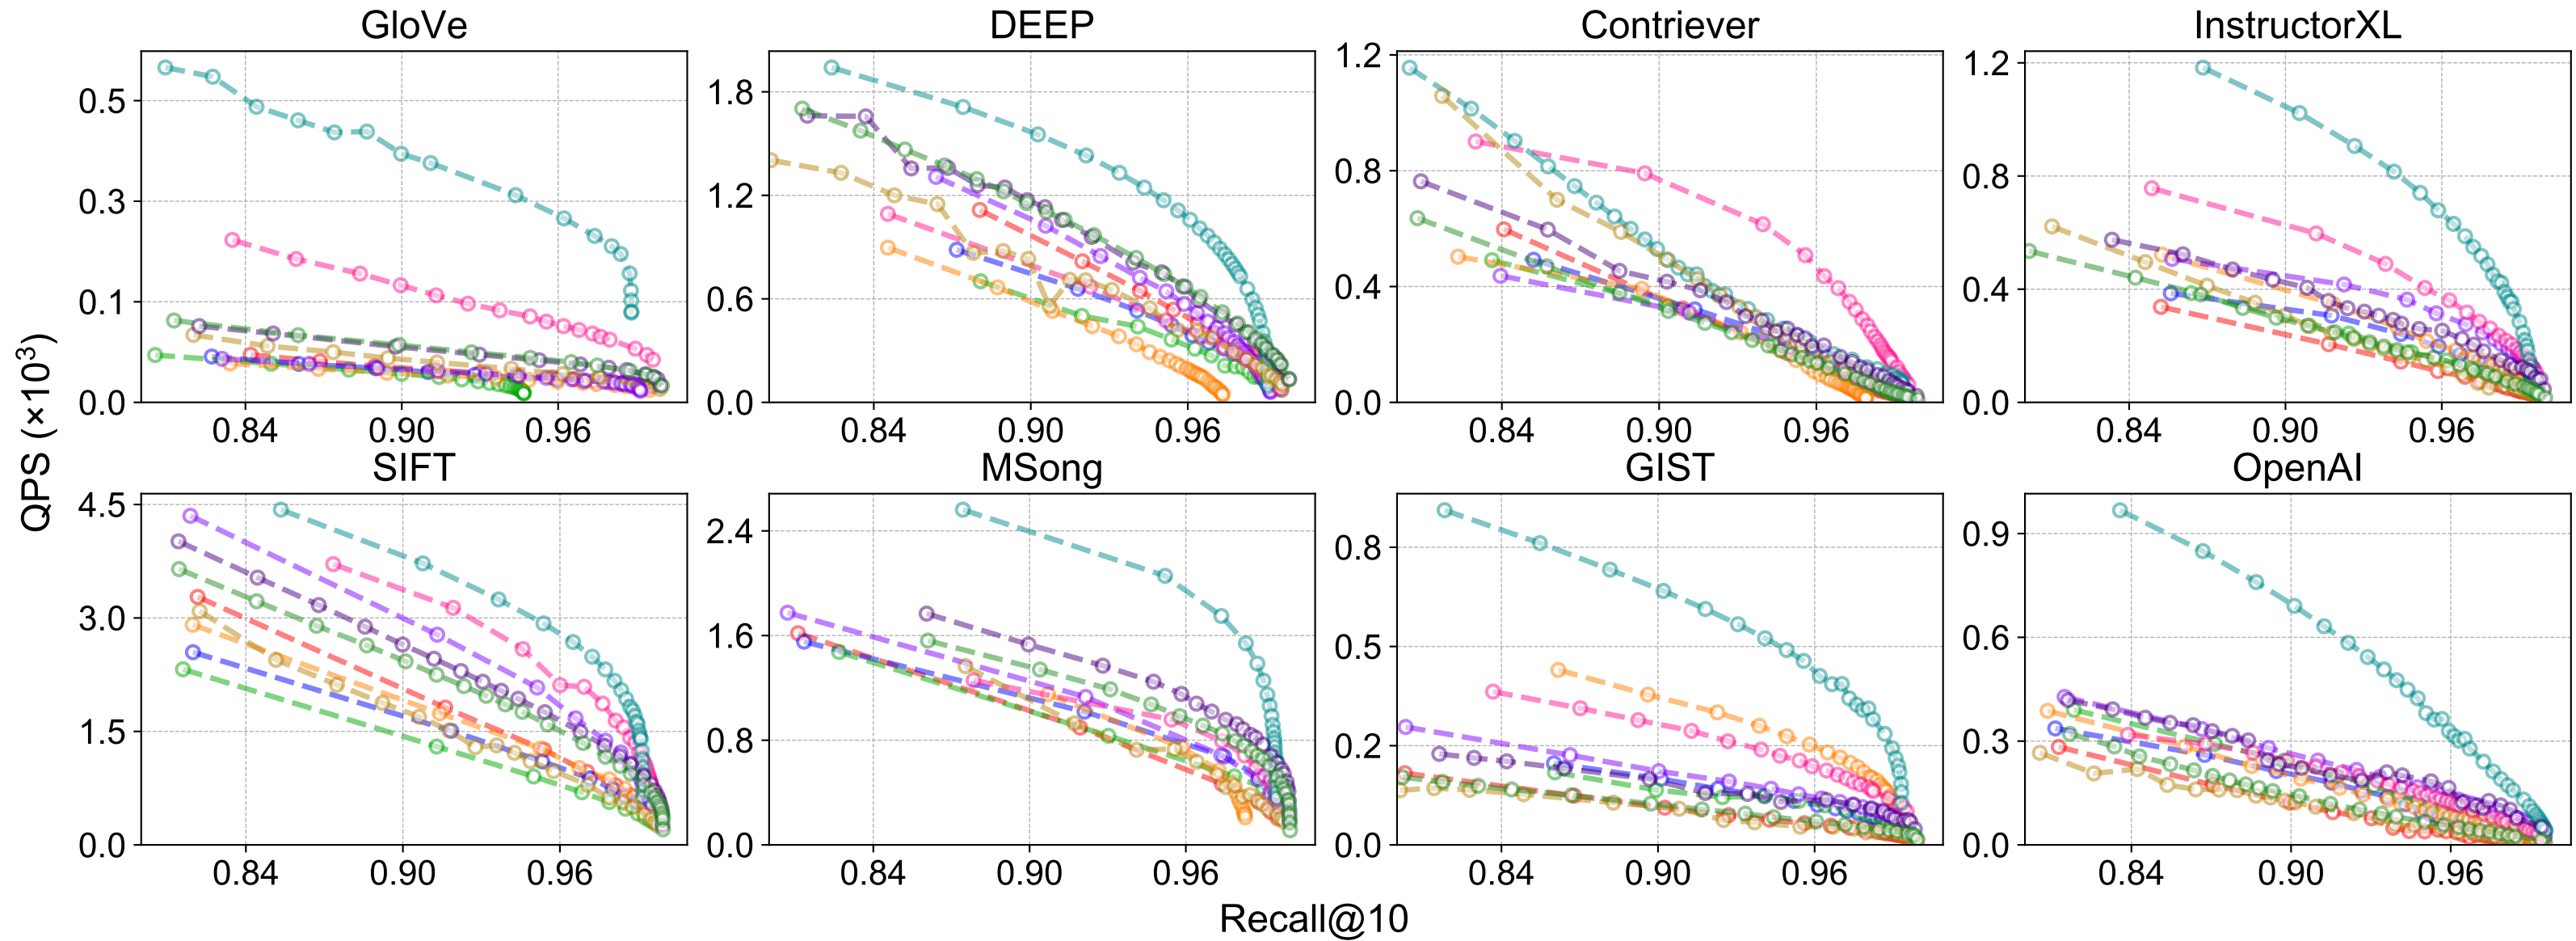 GloVe DEEP Contriever InstructorXL
0.5 0.3 0.1 0.0
1.8 1.2 0.6 0.0
1.2 0.8 0.4 0.0
1.2 0.8 0.4 0.0
0.84 0.90 0.96 0.84 0.90 0.96 0.84 0.90 0.96 0.84 0.90 0.96
QPS (×10³)
SIFT MSong GIST OpenAI
4.5 3.0 1.5 0.0
2.4 1.6 0.8 0.0
0.8 0.5 0.2 0.0
0.9 0.6 0.3 0.0
0.84 0.90 0.96 0.84 0.90 0.96 0.84 0.90 0.96 0.84 0.90 0.96
Recall@10